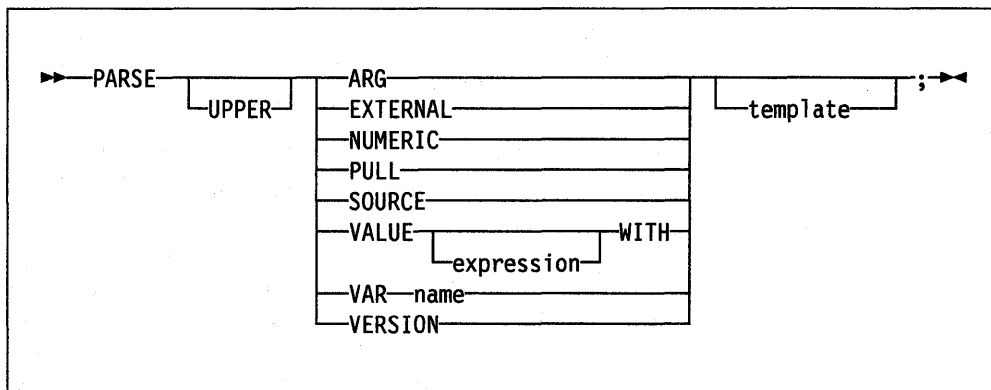 PARSE ARG template ;
UPPER
EXTERNAL
NUMERIC
PULL
SOURCE
VALUE expression WITH
VAR name
VERSION